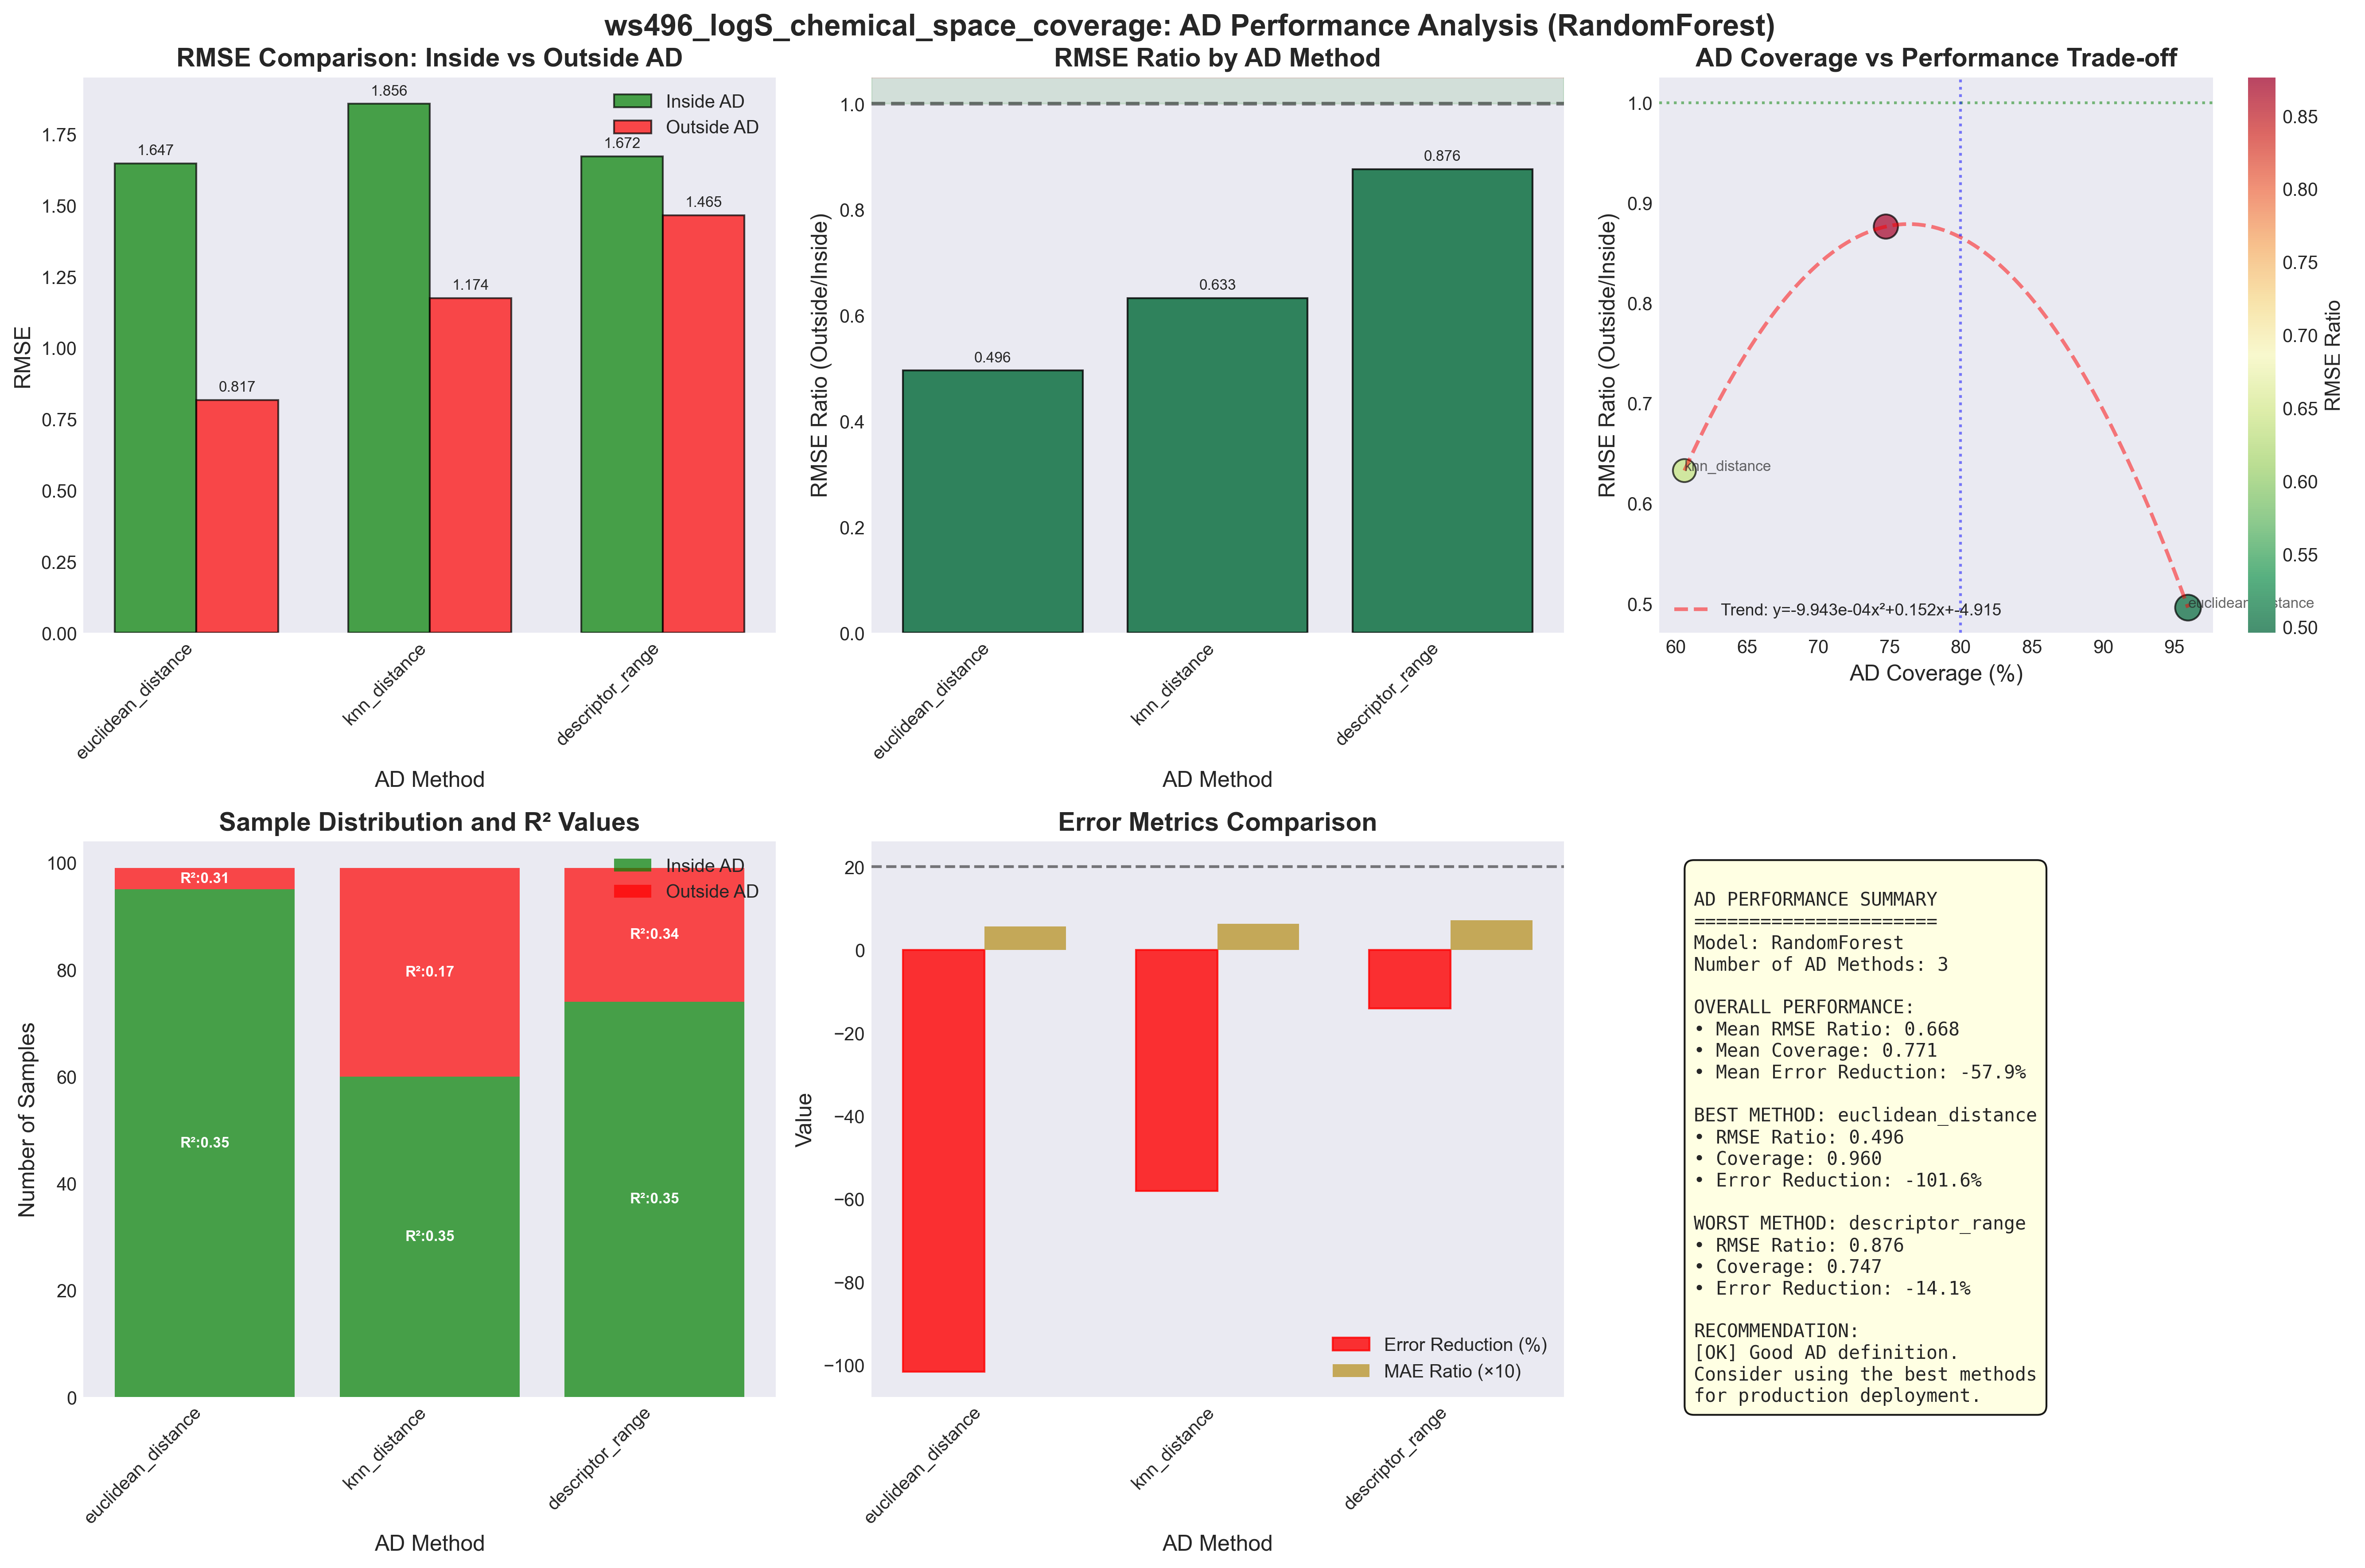 ws496_logS_chemical_space_coverage: AD Performance Analysis (RandomForest)
RMSE Comparison: Inside vs Outside AD
Inside AD
Outside AD
1.647
0.817
1.856
1.174
1.672
1.465
RMSE
1.75
1.50
1.25
1.00
0.75
0.50
0.25
0.00
euclidean_distance
knn_distance
descriptor_range
AD Method
RMSE Ratio by AD Method
RMSE Ratio (Outside/Inside)
1.0
0.8
0.6
0.4
0.2
0.0
0.496
0.633
0.876
euclidean_distance
knn_distance
descriptor_range
AD Method
AD Coverage vs Performance Trade-off
RMSE Ratio (Outside/Inside)
1.0
0.9
0.8
0.7
0.6
0.5
knn_distance
euclidean_distance
Trend: y=-9.943e-04x²+0.152x+-4.915
60
65
70
75
80
85
90
95
AD Coverage (%)
0.85
0.80
0.75
0.70
0.65
0.60
0.55
0.50
RMSE Ratio
Sample Distribution and R² Values
Inside AD
Outside AD
Number of Samples
100
80
60
40
20
0
R²:0.31
R²:0.35
R²:0.17
R²:0.35
R²:0.34
R²:0.35
euclidean_distance
knn_distance
descriptor_range
AD Method
Error Metrics Comparison
Value
20
0
−20
−40
−60
−80
−100
Error Reduction (%)
MAE Ratio (×10)
euclidean_distance
knn_distance
descriptor_range
AD Method
AD PERFORMANCE SUMMARY
======================
Model: RandomForest
Number of AD Methods: 3
OVERALL PERFORMANCE:
• Mean RMSE Ratio: 0.668
• Mean Coverage: 0.771
• Mean Error Reduction: -57.9%
BEST METHOD: euclidean_distance
• RMSE Ratio: 0.496
• Coverage: 0.960
• Error Reduction: -101.6%
WORST METHOD: descriptor_range
• RMSE Ratio: 0.876
• Coverage: 0.747
• Error Reduction: -14.1%
RECOMMENDATION:
[OK] Good AD definition.
Consider using the best methods
for production deployment.